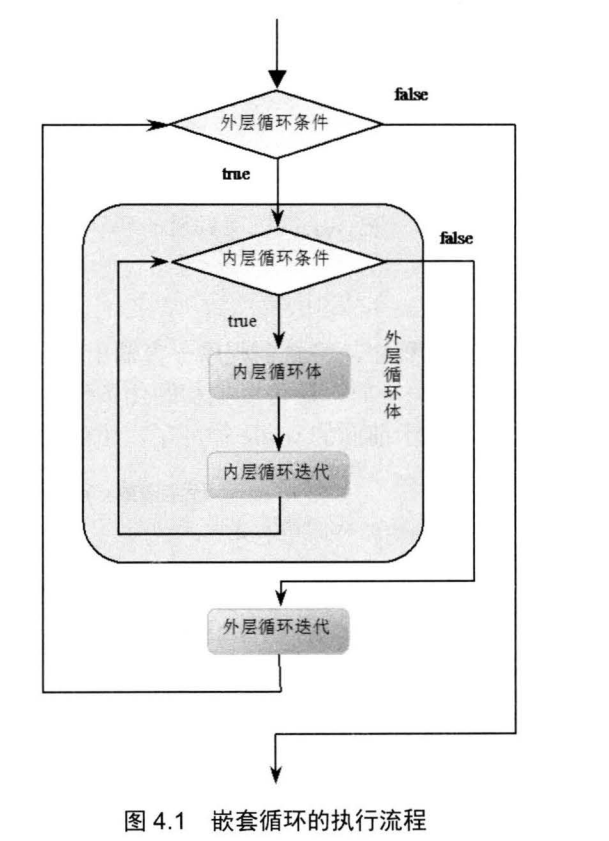 false
外层循环条件
true
false
内层循环条件
true
内层循环体
外层循环体
内层循环迭代
外层循环迭代
图 4.1 嵌套循环的执行流程